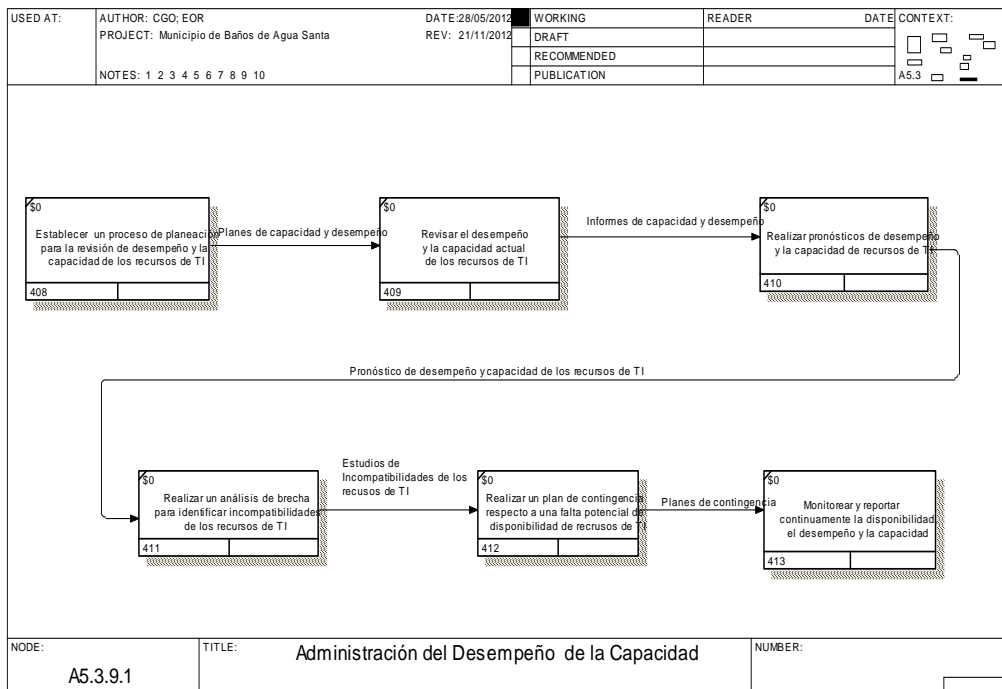 USED AT:
AUTHOR: CGO; EOR
DATE:28/05/2012
PROJECT: Municipio de Baños de Agua Santa
REV: 21/11/2012
NOTES: 1 2 3 4 5 6 7 8 9 10
WORKING
DRAFT
RECOMMENDED
PUBLICATION
READER
DATE
CONTEXT:
A5.3
$0
Establecer un proceso de planeación
para la revisión de desempeño y la
capacidad de los recursos de TI
408
Planes de capacidad y desempeño
$0
Revisar el desempeño
y la capacidad actual
de los recursos de TI
409
Informes de capacidad y desempeño
$0
Realizar pronósticos de desempeño
y la capacidad de recursos de TI
410
Pronóstico de desempeño y capacidad de los recursos de TI
$0
Realizar un análisis de brecha
para identificar incompatibilidades
de los recursos de TI
411
Estudios de
Incompatibilidades de los
recusos de TI
$0
Realizar un plan de contingencia
respecto a una falta potencial de
disponibilidad de recrusos de TI
412
Planes de contingencia
$0
Monitorear y reportar
continuamente la disponibilidad,
el desempeño y la capacidad
413
NODE:
A5.3.9.1
TITLE:
Administración del Desempeño de la Capacidad
NUMBER: